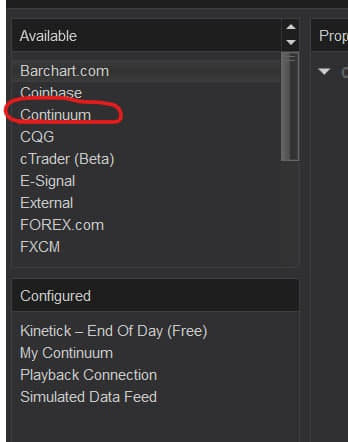 Available
Prop
Barchart.com
Coinbase
Continuum
CQG
cTrader (Beta)
E-Signal
External
FOREX.com
FXCM
Configured
Kinetick – End Of Day (Free)
My Continuum
Playback Connection
Simulated Data Feed